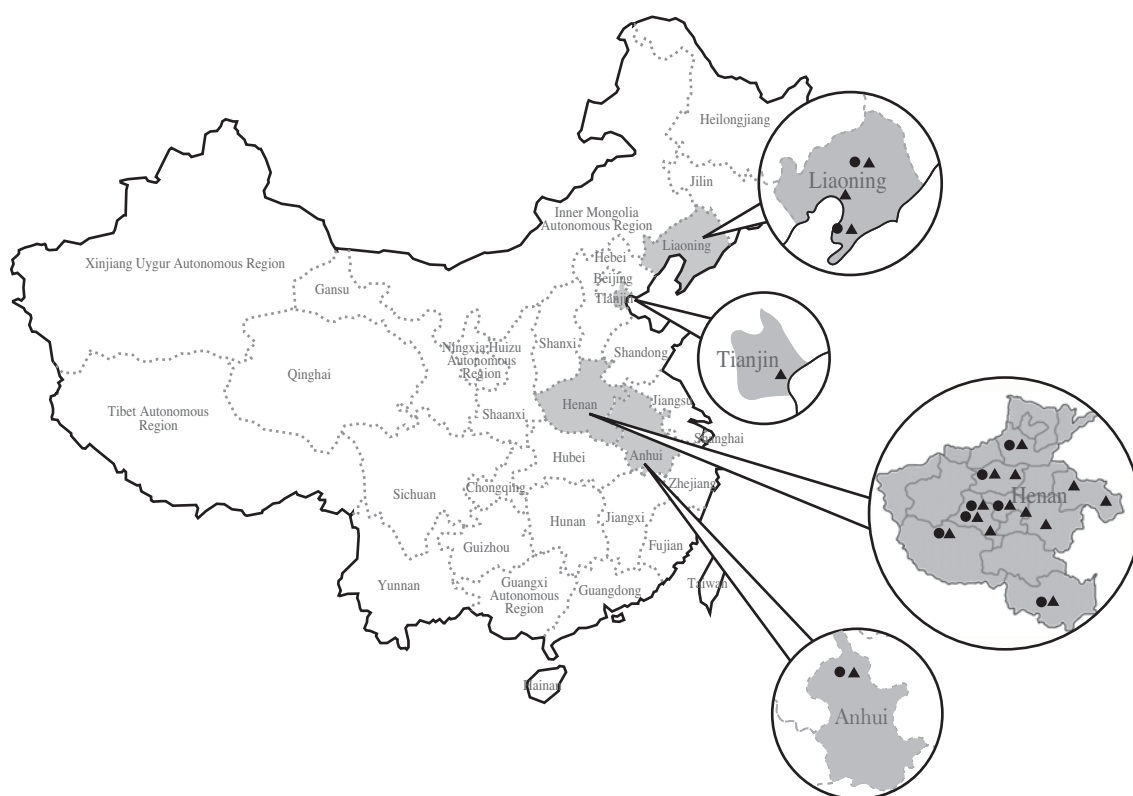 Heilongjiang
Jilin
Liaoning
Inner Mongolia
Autonomous Region
Liaoning
Hebei
Xinjiang Uygur Autonomous Region
Beijing
Gansu
Tianjin
Ningxia Huizu
Autonomous
Region
Shanxi
Shandong
Tianjin
Qinghai
Tibet Autonomous
Region
Shaanxi
Henan
Jiangsu
Shanghai
Anhui
Hubei
Zhejiang
Sichuan
Chongqing
Henan
Hunan
Jiangxi
Guizhou
Fujian
Yunnan
Guangxi
Autonomous
Region
Guangdong
Taiwan
Hainan
Anhui